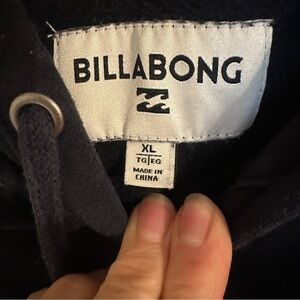 BILLABONG
XL
TG|EG
MADE IN
CHINA